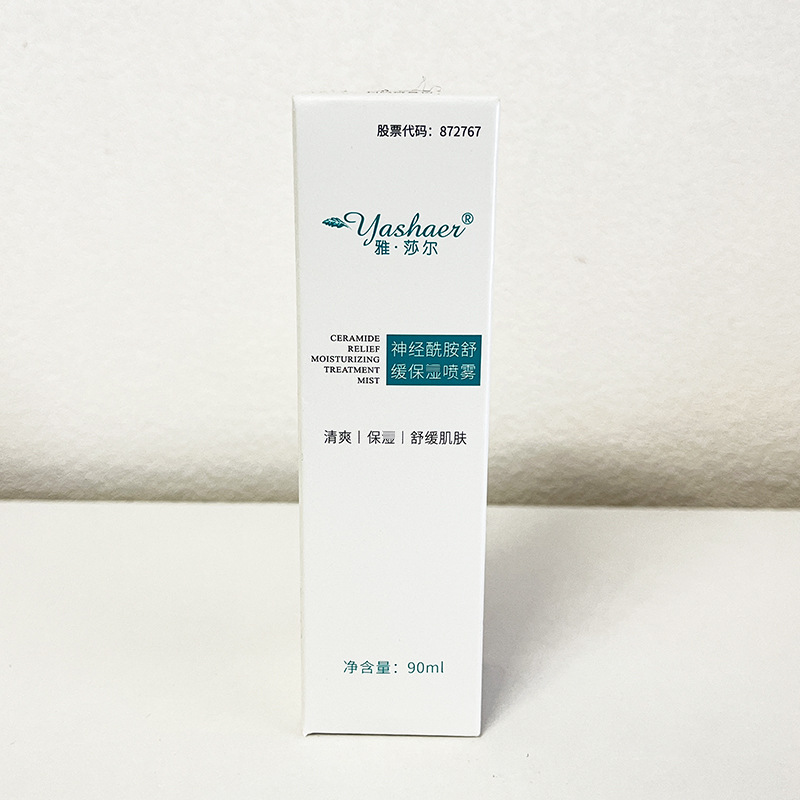 股票代码：872767
Yashaer®
雅·莎尔
CERAMIDE
RELIEF
MOISTURIZING
TREATMENT
MIST
神经酰胺舒
缓保湿喷雾
清爽｜保湿｜舒缓肌肤
净含量：90ml